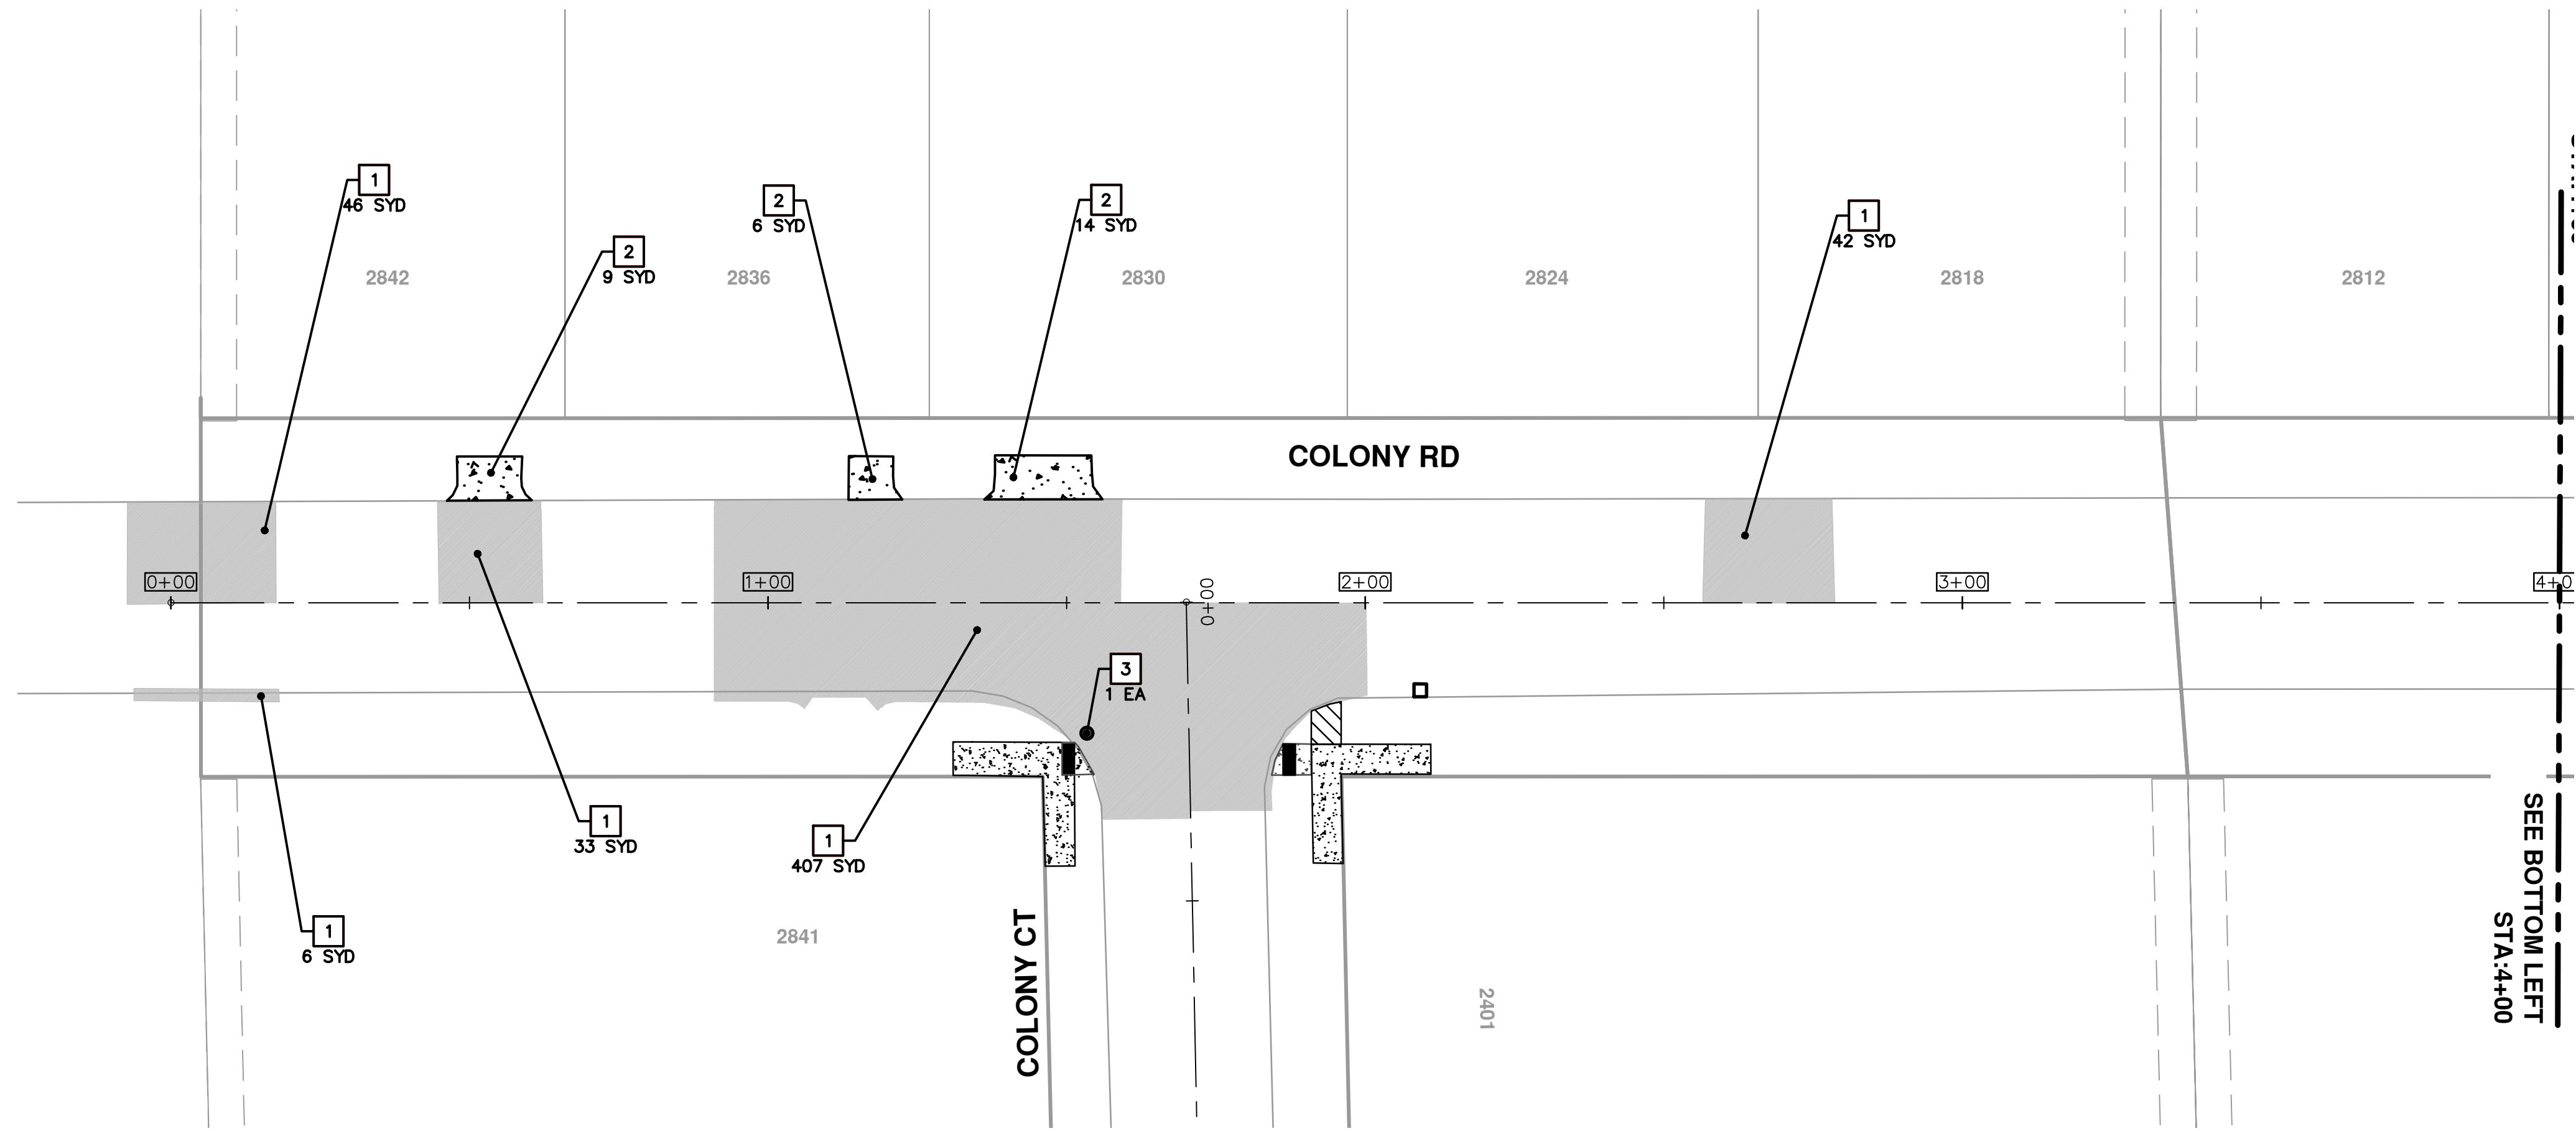 1
46 SYD
2
9 SYD
2
6 SYD
2
14 SYD
1
42 SYD
2842
2836
2830
2824
2818
2812
COLONY RD
0+00
1+00
0+00
2+00
3+00
4+0
3
1 EA
1
33 SYD
1
407 SYD
1
6 SYD
2841
COLONY CT
2401
SEE BOTTOM LEFT
STA:4+00